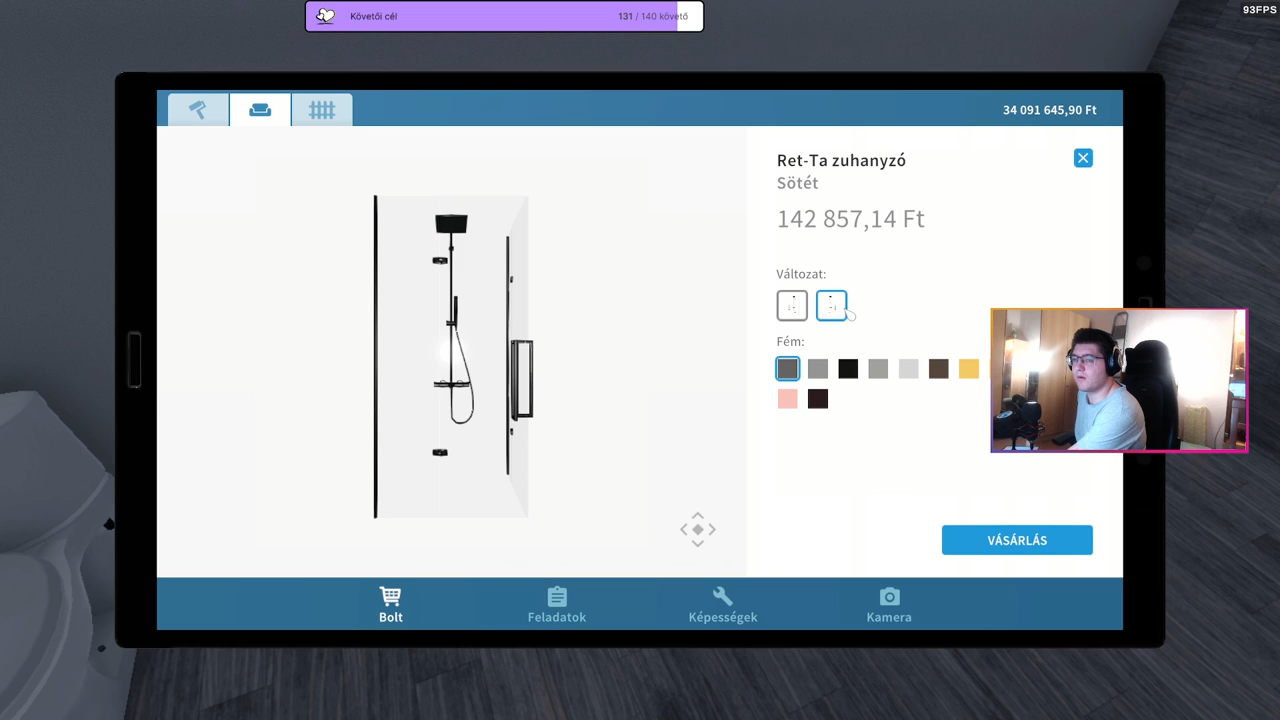 Követői cél
131 / 140 követő
93FPS
34 091 645,90 Ft
Ret-Ta zuhanyzó
Sötét
142 857,14 Ft
Változat:
Fém:
VÁSÁRLÁS
Bolt
Feladatok
Képességek
Kamera